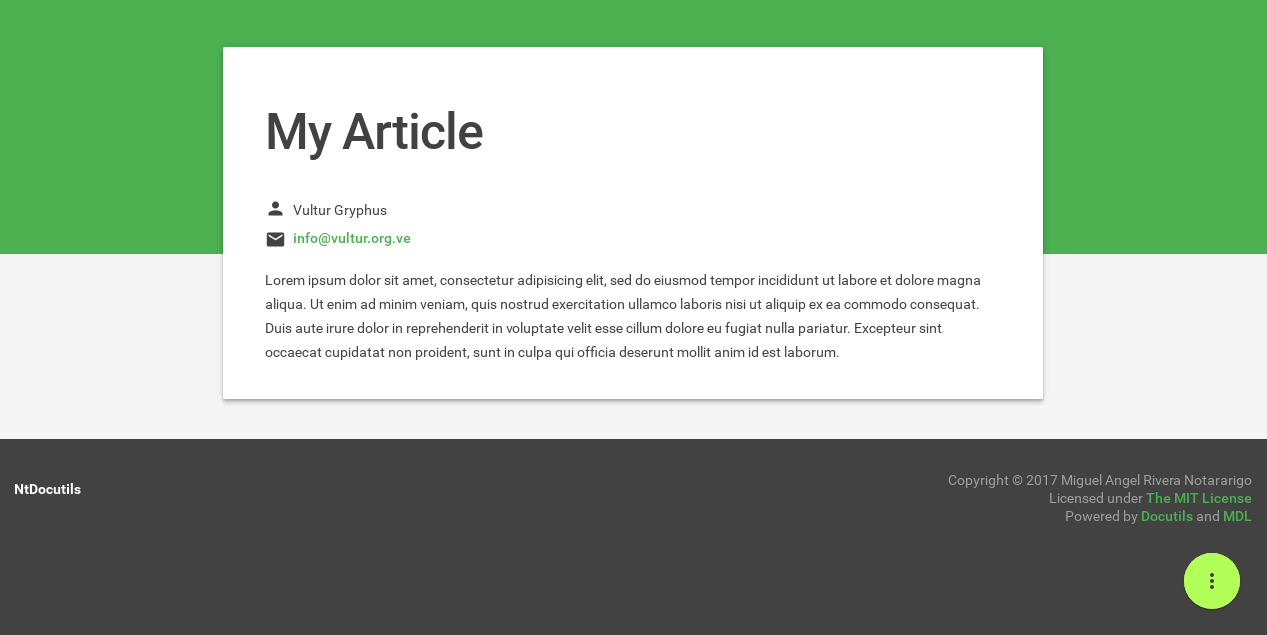 My Article
Vultur Gryphus
info@vultur.org.ve
Lorem ipsum dolor sit amet, consectetur adipisicing elit, sed do eiusmod tempor incididunt ut labore et dolore magna
aliqua. Ut enim ad minim veniam, quis nostrud exercitation ullamco laboris nisi ut aliquip ex ea commodo consequat.
Duis aute irure dolor in reprehenderit in voluptate velit esse cillum dolore eu fugiat nulla pariatur. Excepteur sint
occaecat cupidatat non proident, sunt in culpa qui officia deserunt mollit anim id est laborum.
NtDocutils
Copyright © 2017 Miguel Angel Rivera Notararigo
Licensed under The MIT License
Powered by Docutils and MDL